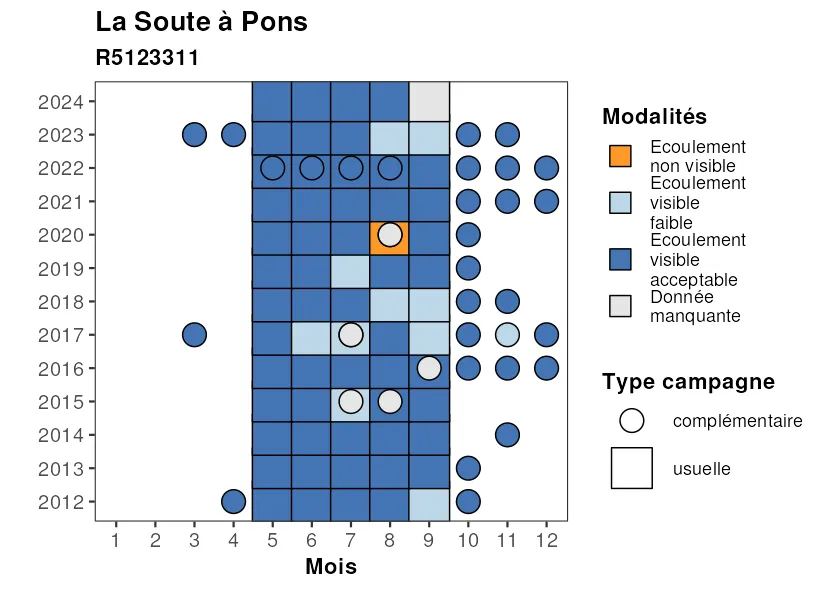 La Soute à Pons
R5123311
2024
2023
2022
2021
2020
2019
2018
2017
2016
2015
2014
2013
2012
1 2 3 4 5 6 7 8 9 10 11 12
Mois
Modalités
Ecoulement
non visible
Ecoulement
visible
faible
Ecoulement
visible
acceptable
Donnée
manquante
Type campagne
complémentaire
usuelle